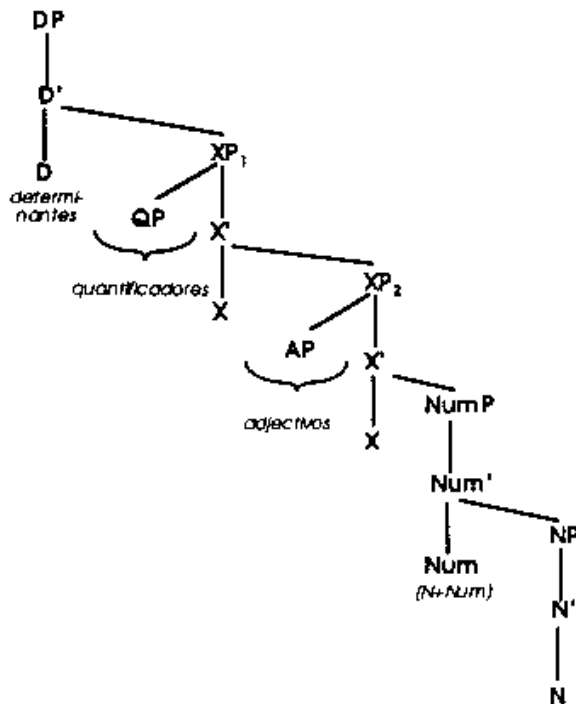 DP
D'
D
determi-
nantes
XP1
QP
X'
quantificadores
X
XP2
AP
X'
adjectivos
X
NumP
Num'
Num
(N+Num)
NP
N'
N